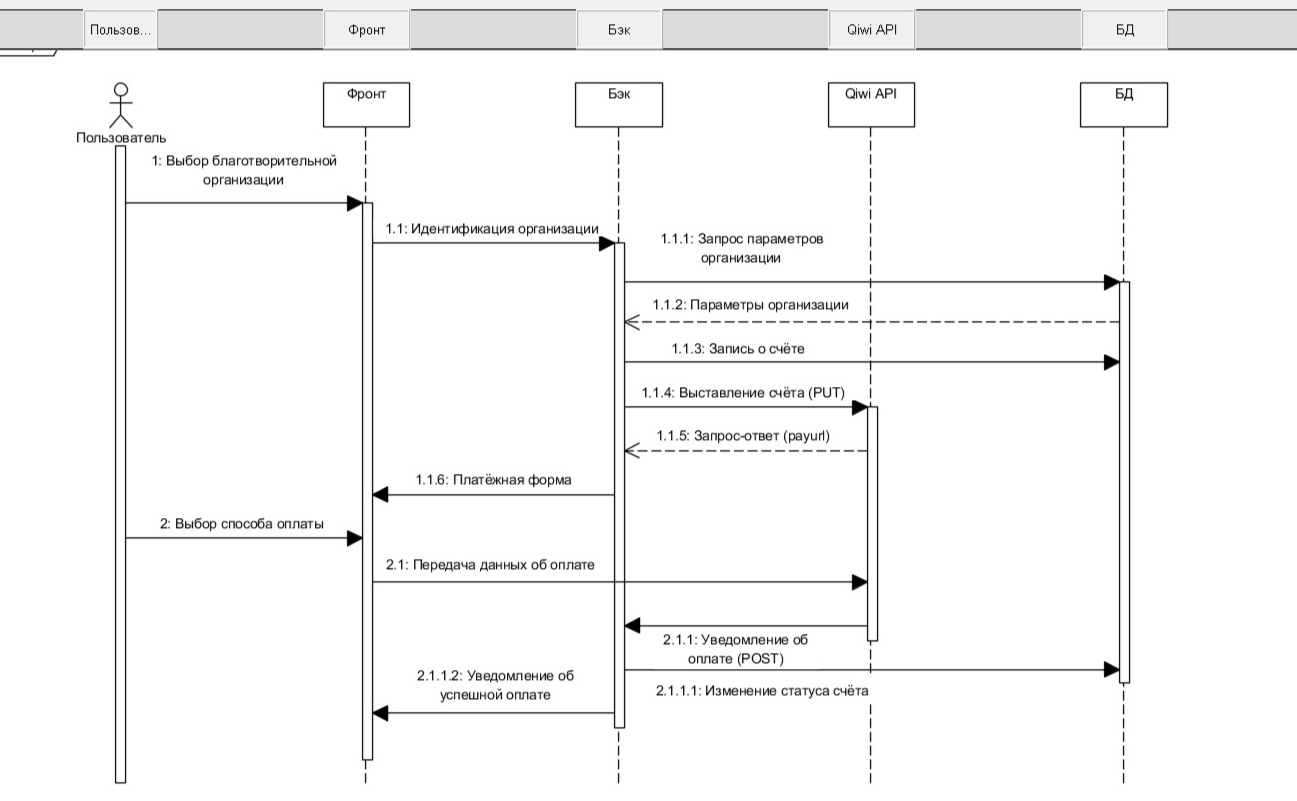 Пользов...
Фронт
Бэк
Qiwi API
БД
Фронт
Бэк
Qiwi API
БД
Пользователь
1: Выбор благотворительной
организации
1.1: Идентификация организации
1.1.1: Запрос параметров
организации
1.1.2: Параметры организации
1.1.3: Запись о счёте
1.1.4: Выставление счёта (PUT)
1.1.5: Запрос-ответ (payurl)
1.1.6: Платёжная форма
2: Выбор способа оплаты
2.1: Передача данных об оплате
2.1.1: Уведомление об
оплате (POST)
2.1.1.2: Уведомление об
успешной оплате
2.1.1.1: Изменение статуса счёта